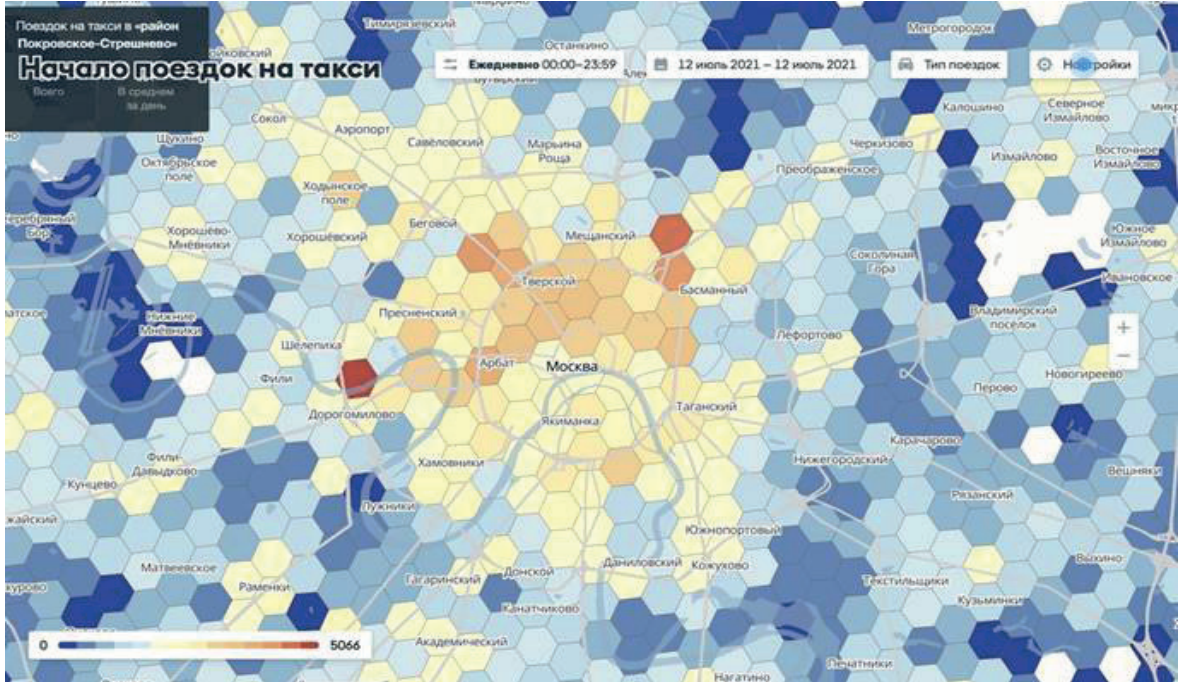 Поездок на такси в «район
Покровское-Стрешнево»
Начало поездок на такси
Всего
В среднем
за день
Ежедневно 00:00–23:59
12 июль 2021 – 12 июль 2021
Тип поездок
Настройки
Тимирязевский
Останкино
Метрогородок
Сокол
Аэропорт
Савёловский
Марьина
Роща
Щукино
Октябрьское
поле
Ходынское
поле
Беговой
Хорошёво-
Мнёвники
Хорошёвский
Мещанский
Преображенское
Черкизово
Калошино
Северное
Измайлово
Измайлово
Восточное
Измайлово
Южное
Измайлово
Ивановское
Соколиная
Гора
Тверской
Басманный
Пресненский
Нижние
Мнёвники
Шелепиха
Фили
Арбат
Москва
Лефортово
Владимирский
посёлок
Новогиреево
Перово
Дорогомилово
Якиманка
Таганский
Хамовники
Фили-
Давыдково
Кунцево
Лужники
Нижегородский
Карачарово
Вешняки
Рязанский
Южнопортовый
Матвеевское
Раменки
Гагаринский
Донской
Даниловский
Кожухово
Канатчиково
Текстильщики
Кузьминки
Выхино
Академический
Печатники
Нагатино
+
−
0
5066